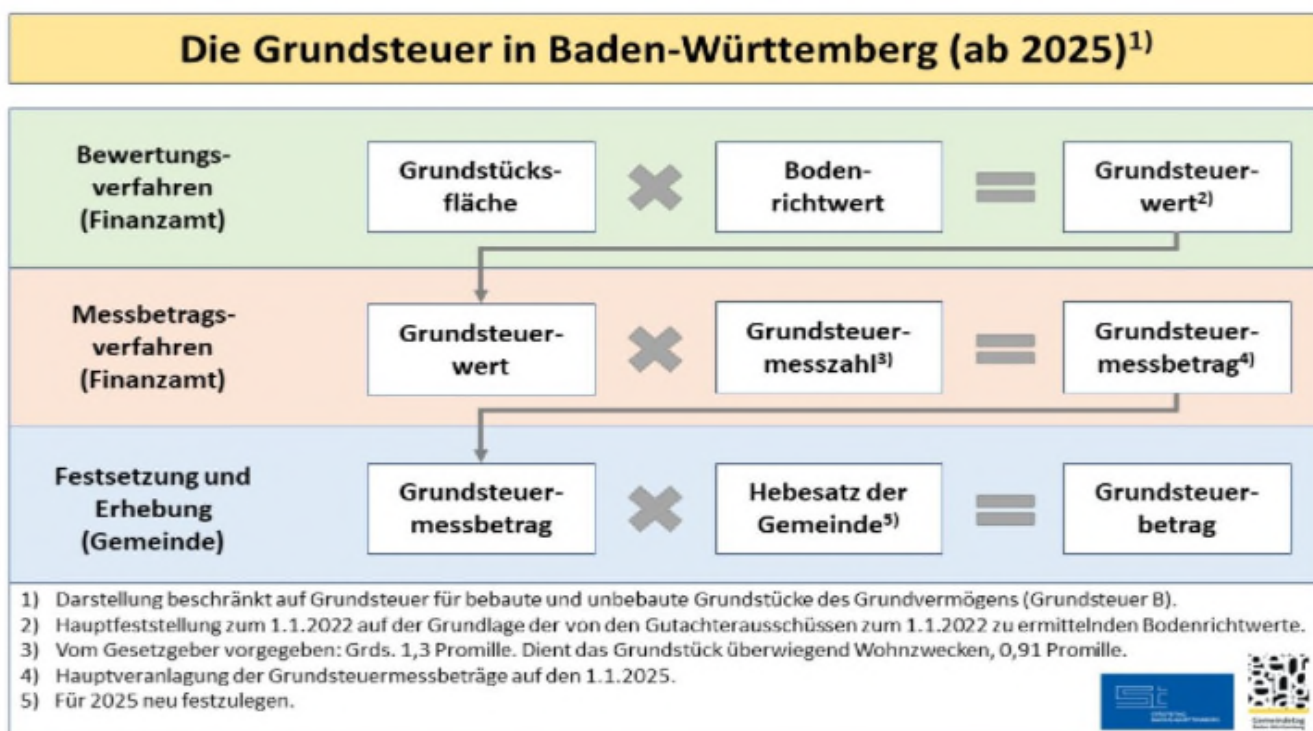 Die Grundsteuer in Baden-Württemberg (ab 2025)1)
Bewertungs-
verfahren
(Finanzamt)
Grundstücks-
fläche
Boden-
richtwert
Grundsteuer-
wert2)
Messbetrags-
verfahren
(Finanzamt)
Grundsteuer-
wert
Grundsteuer-
messzahl3)
Grundsteuer-
messbetrag4)
Festsetzung und
Erhebung
(Gemeinde)
Grundsteuer-
messbetrag
Hebesatz der
Gemeinde5)
Grundsteuer-
betrag
1) Darstellung beschränkt auf Grundsteuer für bebaute und unbebaute Grundstücke des Grundvermögens (Grundsteuer B).
2) Hauptfeststellung zum 1.1.2022 auf der Grundlage der von den Gutachterausschüssen zum 1.1.2022 zu ermittelnden Bodenrichtwerte.
3) Vom Gesetzgeber vorgegeben: Grds. 1,3 Promille. Dient das Grundstück überwiegend Wohnzwecken, 0,91 Promille.
4) Hauptveranlagung der Grundsteuermessbeträge auf den 1.1.2025.
5) Für 2025 neu festzulegen.
Gemeindetag